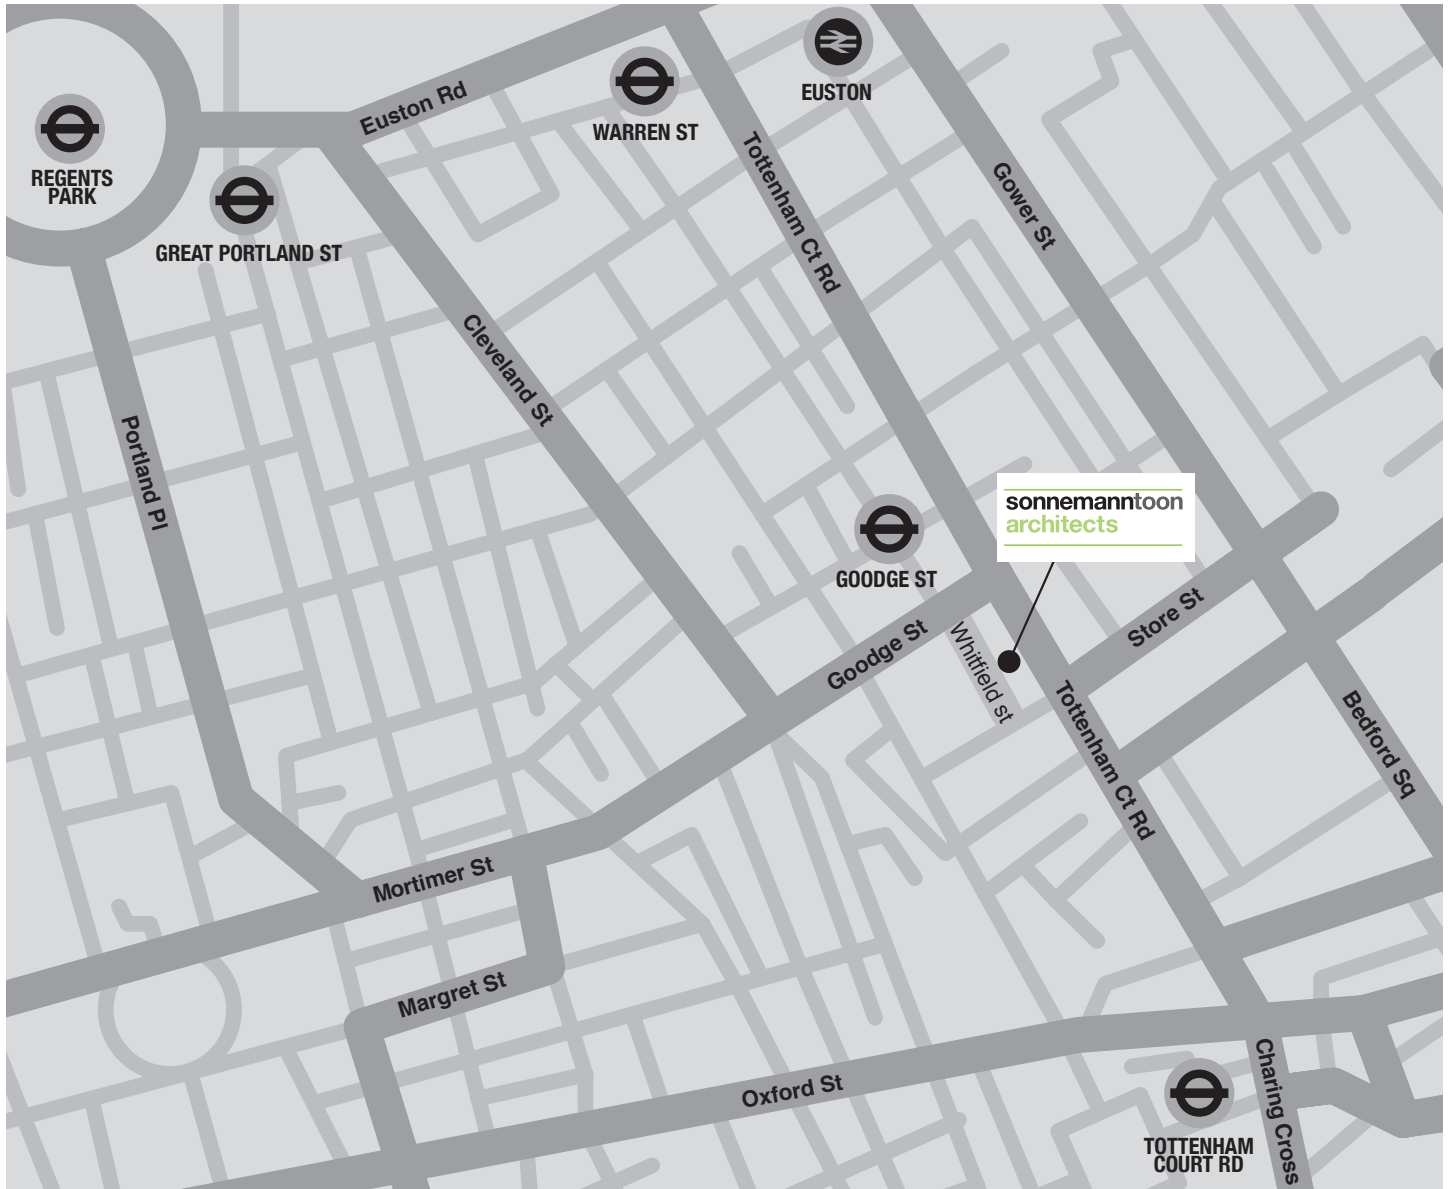 EUSTON
Euston Rd
WARREN ST
REGENTS
PARK
GREAT PORTLAND ST
Tottenham Ct Rd
Gower St
Cleveland St
Portland Pl
sonnemanntoon
architects
GOODGE ST
Goodge St
Whitfield st
Store St
Tottenham Ct Rd
Bedford Sq
Mortimer St
Margret St
Oxford St
Charing Cross
TOTTENHAM
COURT RD